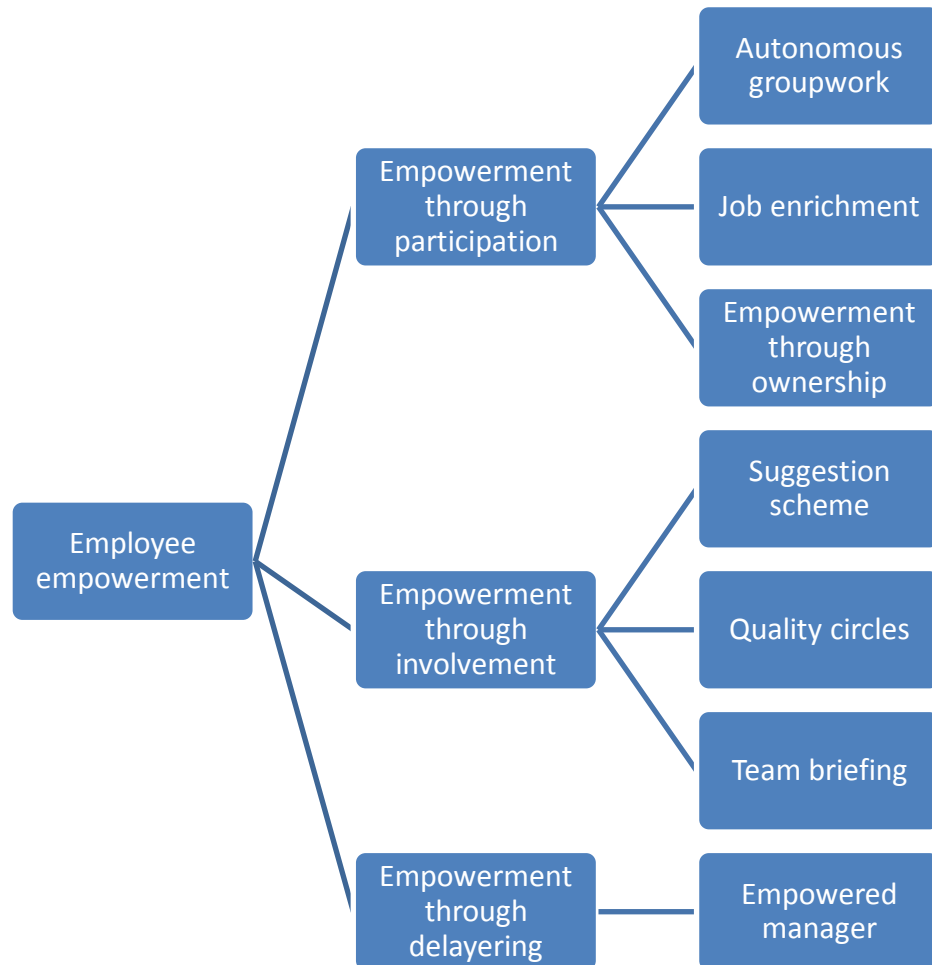 Employee
empowerment
Empowerment
through
participation
Autonomous
groupwork
Job enrichment
Empowerment
through
ownership
Empowerment
through
involvement
Suggestion
scheme
Quality circles
Team briefing
Empowerment
through
delayering
Empowered
manager